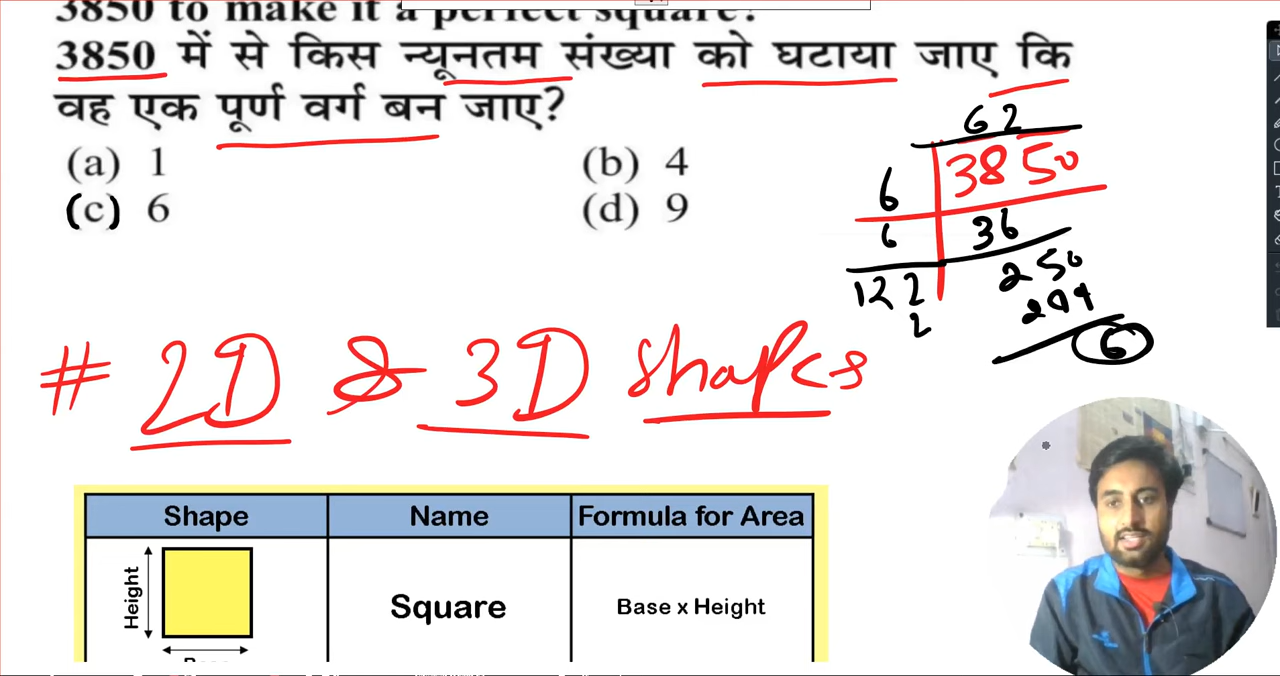 3850 to make it a perfect square?
3850 में से किस न्यूनतम संख्या को घटाया जाए कि
वह एक पूर्ण वर्ग बन जाए?
(a) 1
(b) 4
(c) 6
(d) 9
62
6 3850
6 36
122 250
2 244
6
# 2D & 3D Shapes
Shape Name Formula for Area
Height
Square
Base x Height